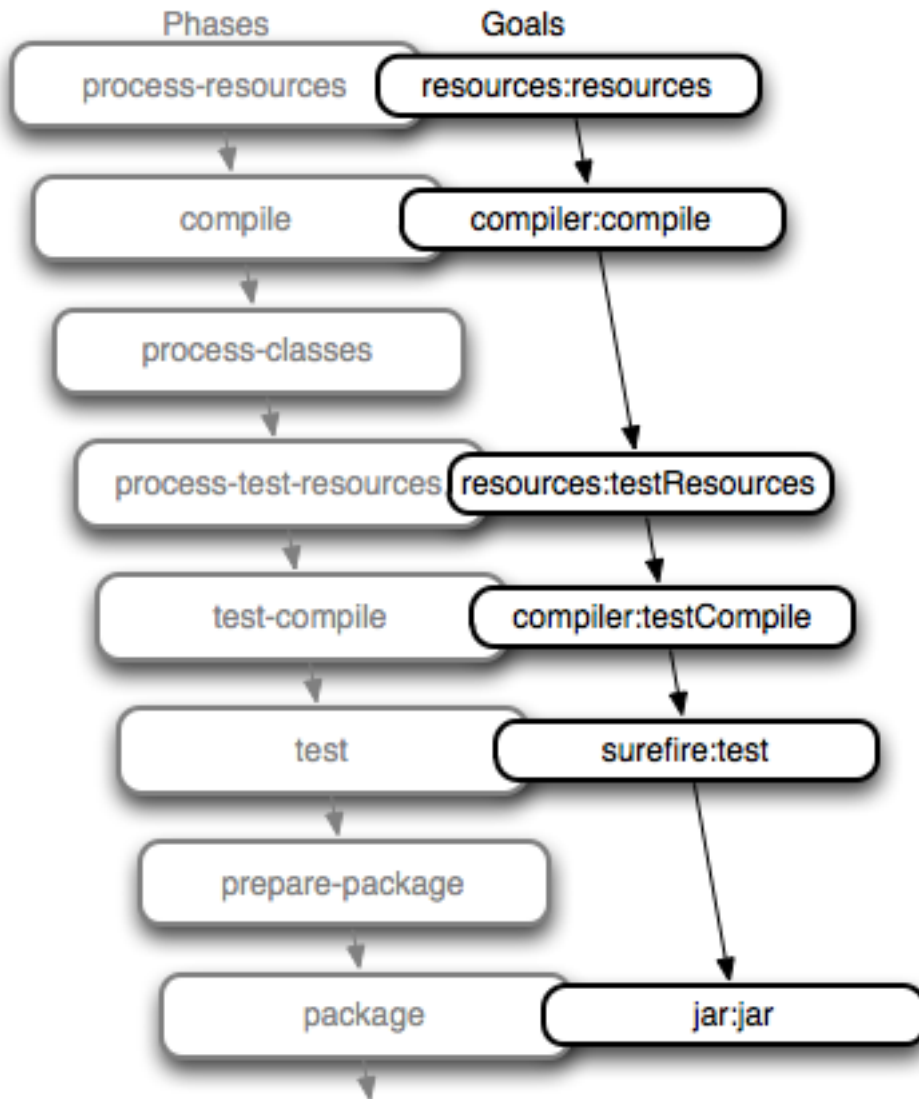 Phases Goals
process-resources resources:resources
compile compiler:compile
process-classes
process-test-resources resources:testResources
test-compile compiler:testCompile
test surefire:test
prepare-package
package jar:jar